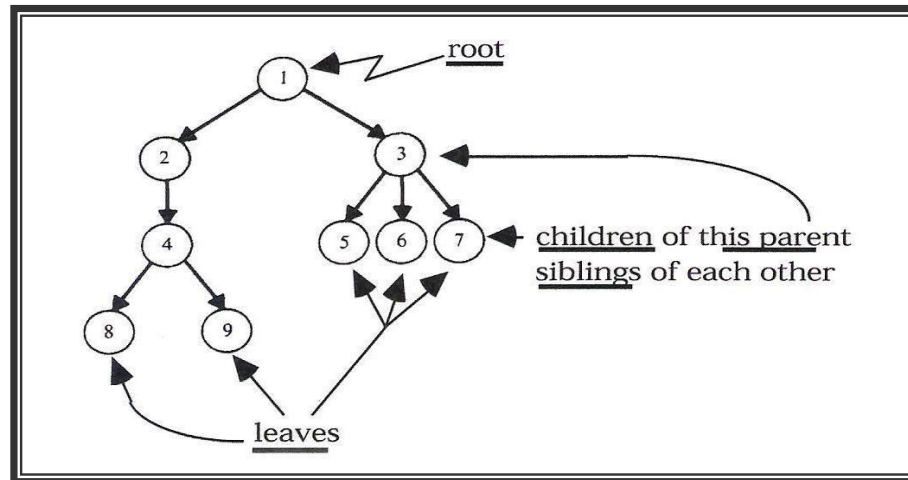 root
1
2
3
4
5
6
7
children of this parent
siblings of each other
8
9
leaves